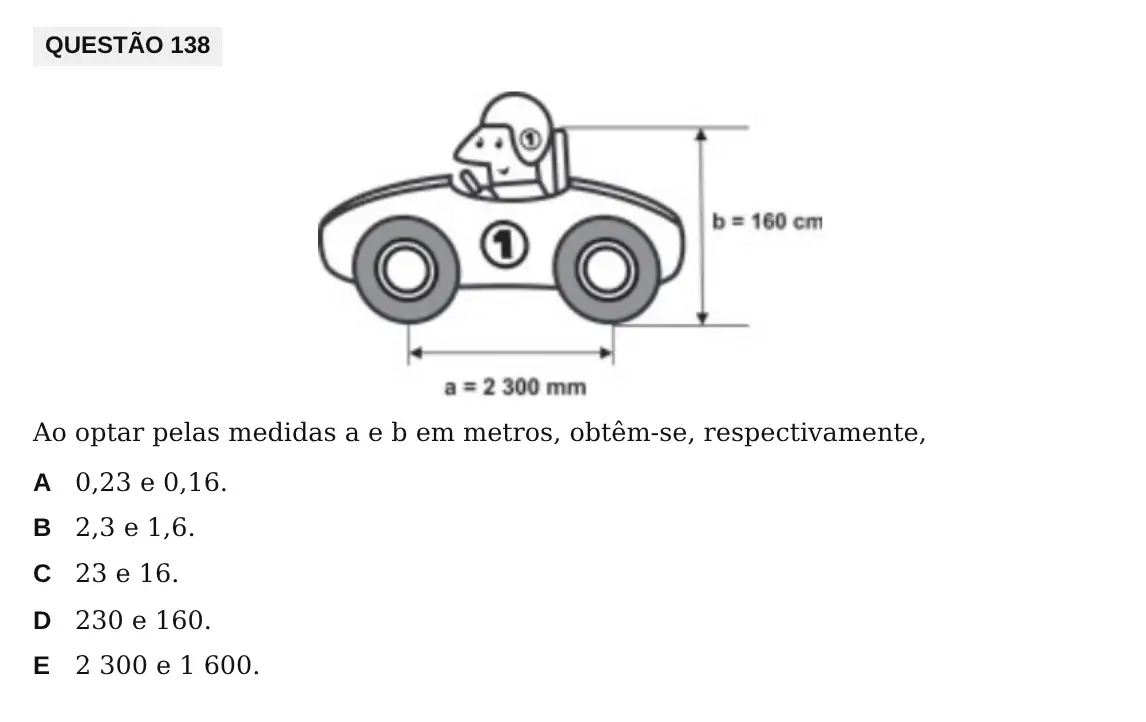 QUESTÃO 138
1
1
b = 160 cm
a = 2 300 mm
Ao optar pelas medidas a e b em metros, obtêm-se, respectivamente,
A 0,23 e 0,16.
B 2,3 e 1,6.
C 23 e 16.
D 230 e 160.
E 2 300 e 1 600.